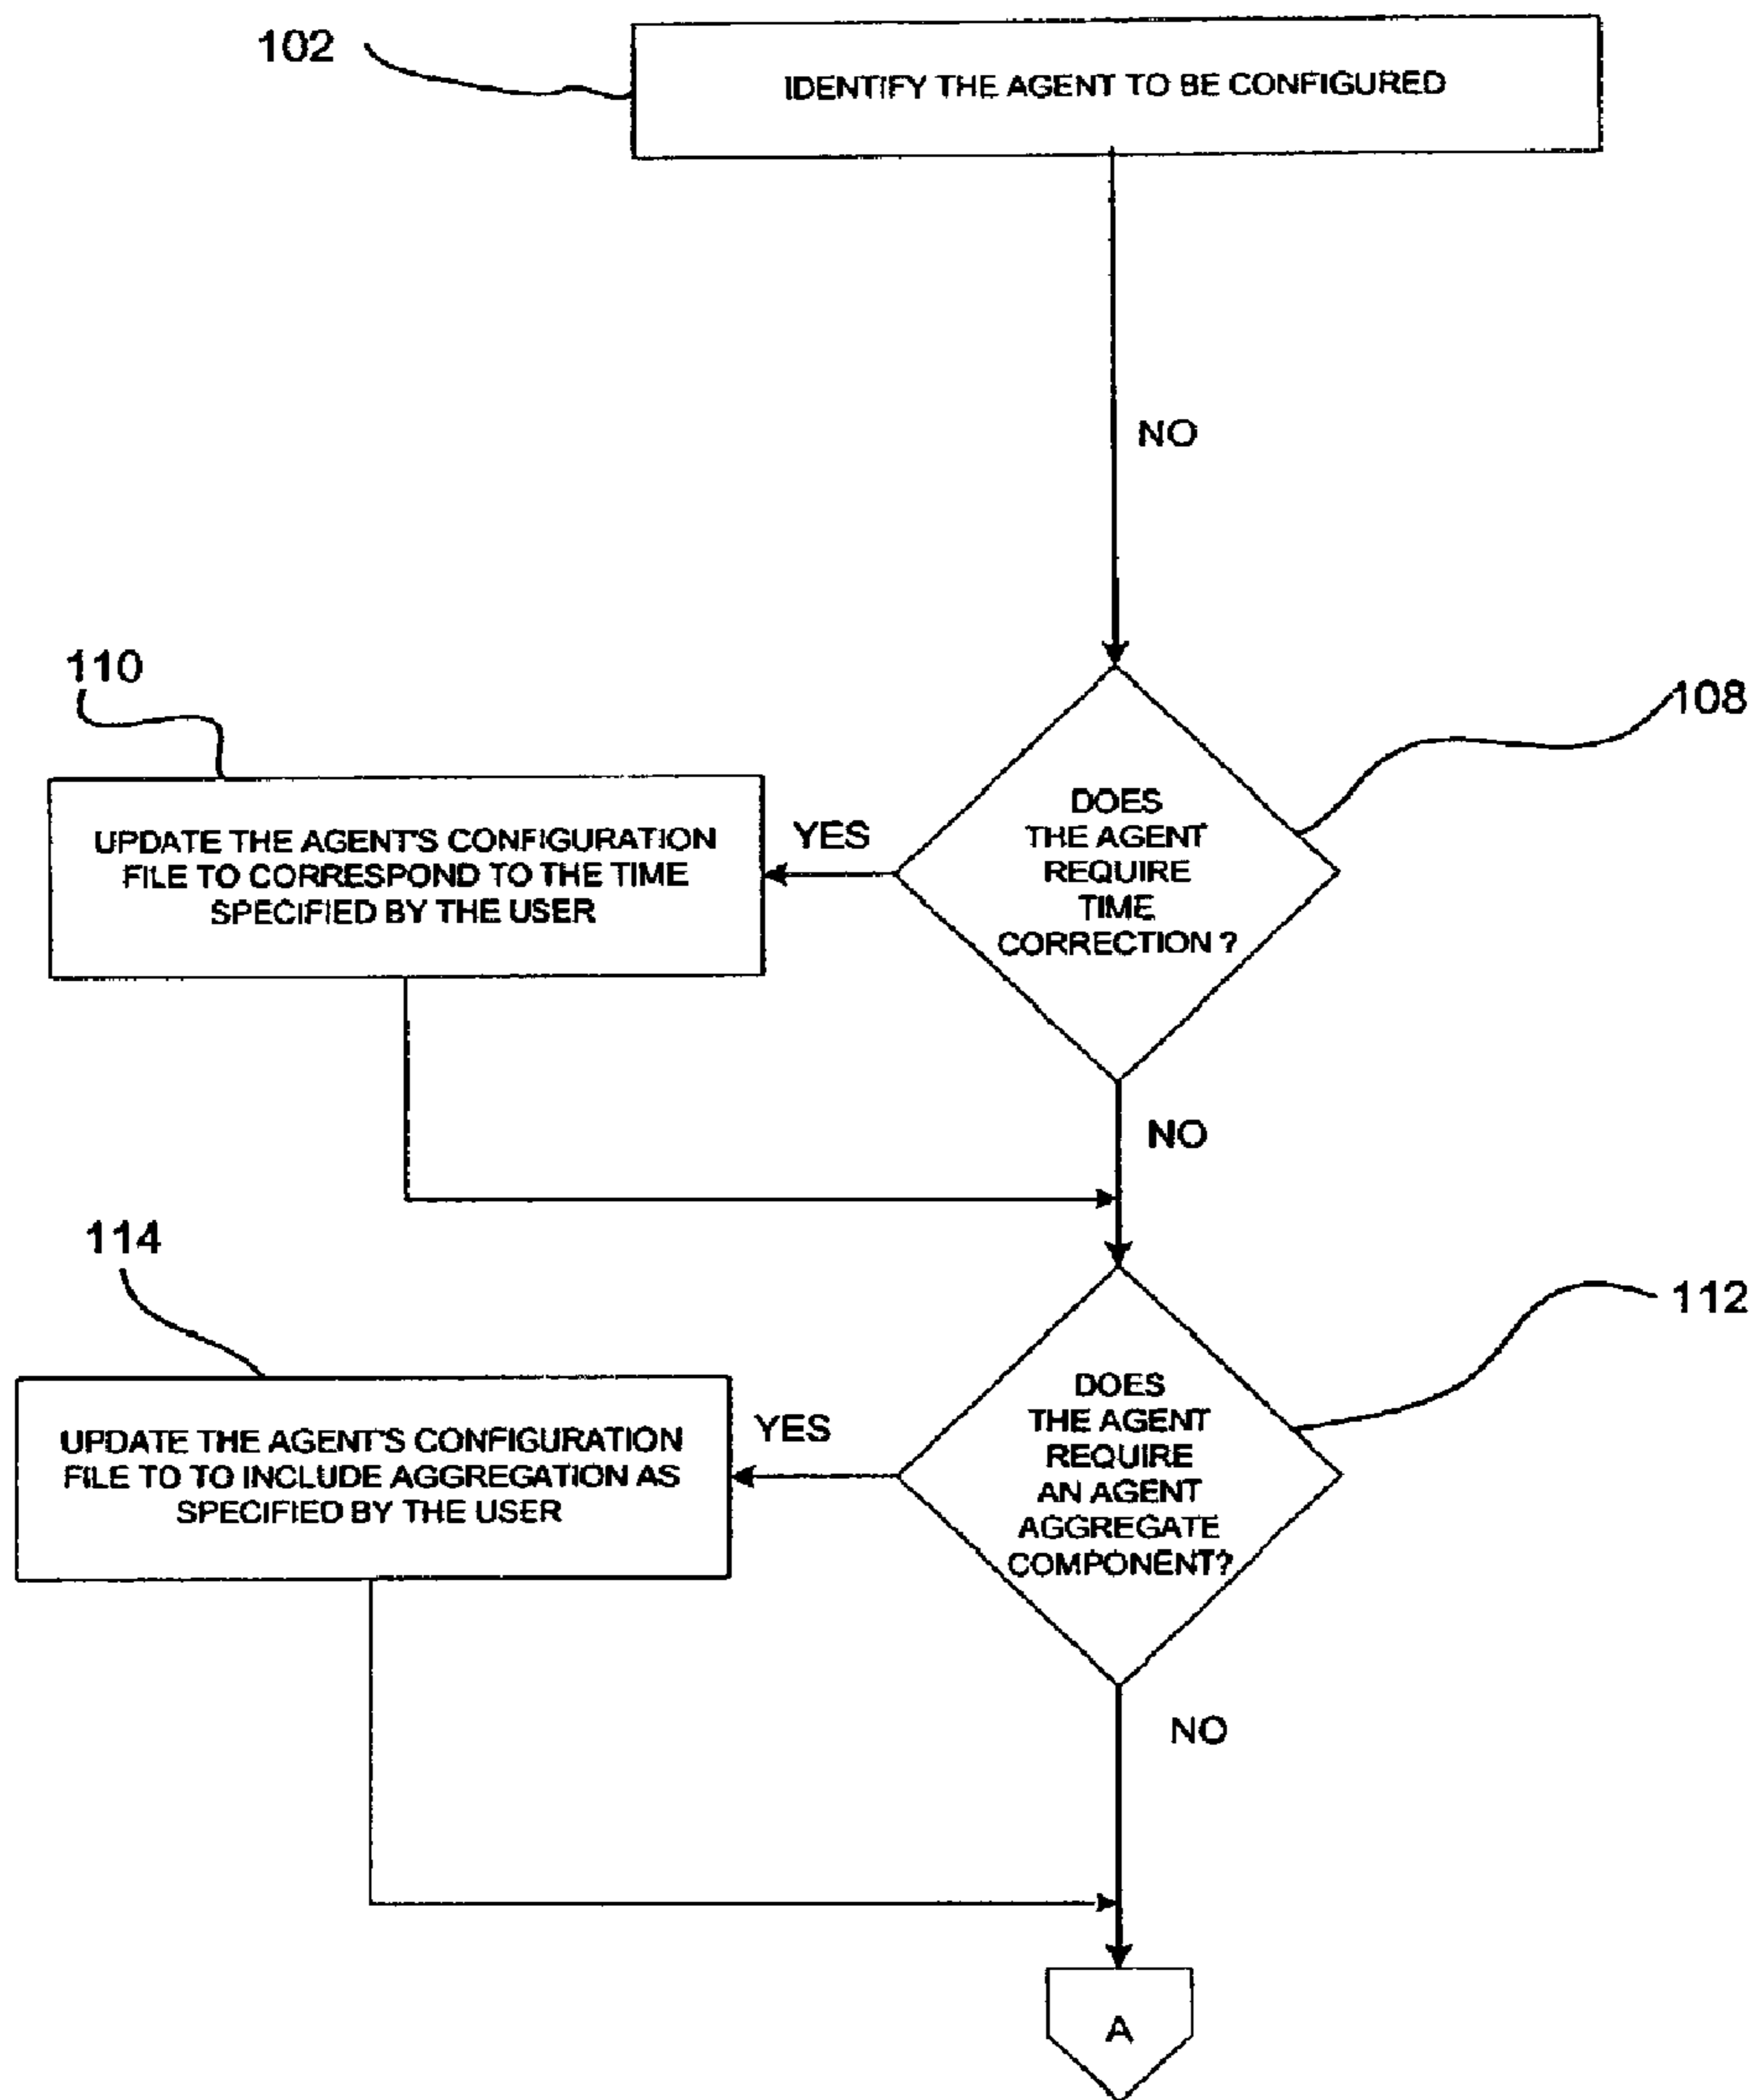 102
IDENTIFY THE AGENT TO BE CONFIGURED
NO
110
108
UPDATE THE AGENT'S CONFIGURATION
FILE TO CORRESPOND TO THE TIME
SPECIFIED BY THE USER
YES
DOES
THE AGENT
REQUIRE
TIME
CORRECTION ?
NO
114
112
UPDATE THE AGENT'S CONFIGURATION
FILE TO TO INCLUDE AGGREGATION AS
SPECIFIED BY THE USER
YES
DOES
THE AGENT
REQUIRE
AN AGENT
AGGREGATE
COMPONENT?
NO
A